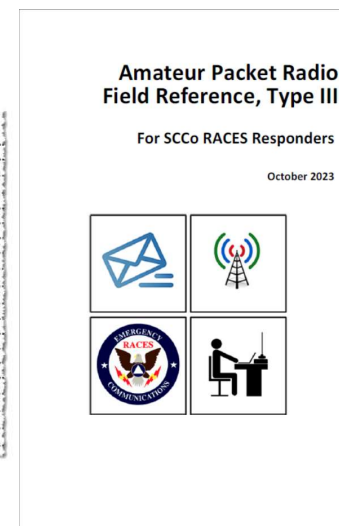 Amateur Packet Radio
Field Reference, Type III
For SCCo RACES Responders
October 2023
EMERGENCY
RACES
COMMUNICATIONS